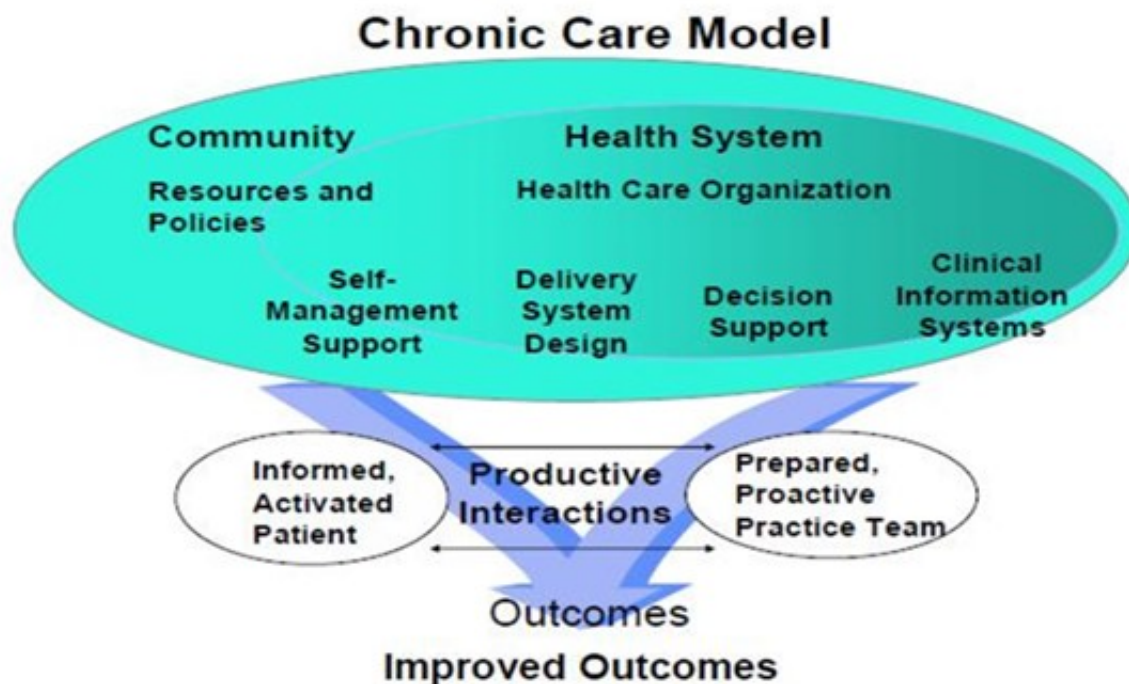 Chronic Care Model
Community
Resources and
Policies
Health System
Health Care Organization
Self-
Management
Support
Delivery
System
Design
Decision
Support
Clinical
Information
Systems
Informed,
Activated
Patient
Productive
Interactions
Prepared,
Proactive
Practice Team
Outcomes
Improved Outcomes